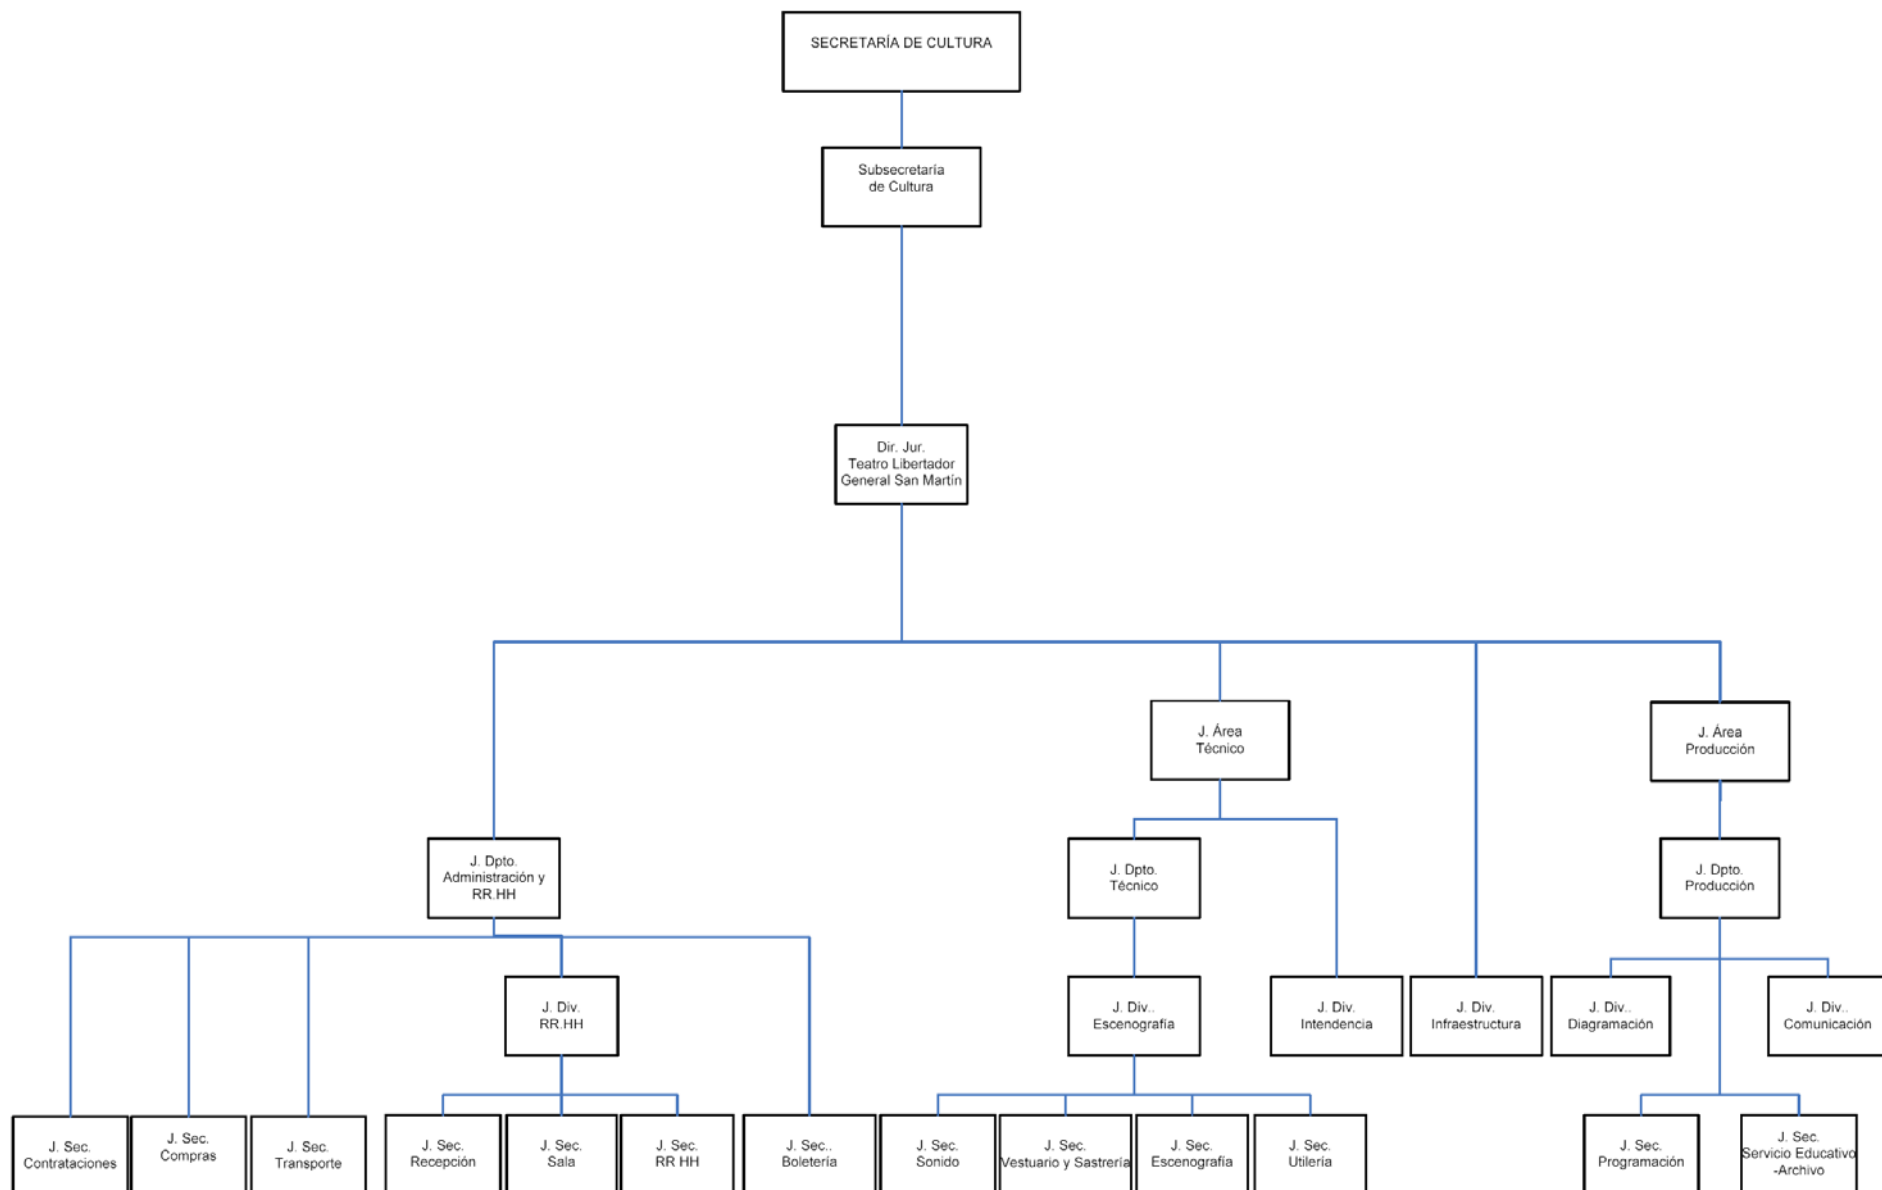 SECRETARÍA DE CULTURA
Subsecretaría
de Cultura
Dir. Jur.
Teatro Libertador
General San Martín
J. Área
Técnico
J. Área
Producción
J. Dpto.
Administración y
RR.HH
J. Dpto.
Técnico
J. Dpto.
Producción
J. Div.
RR.HH
J. Div..
Escenografía
J. Div.
Intendencia
J. Div.
Infraestructura
J. Div..
Diagramación
J. Div..
Comunicación
J. Sec.
Contrataciones
J. Sec.
Compras
J. Sec.
Transporte
J. Sec.
Recepción
J. Sec.
Sala
J. Sec.
RR HH
J. Sec..
Boletería
J. Sec.
Sonido
J. Sec.
Vestuario y Sastrería
J. Sec.
Escenografía
J. Sec.
Utilería
J. Sec.
Programación
J. Sec.
Servicio Educativo
-Archivo